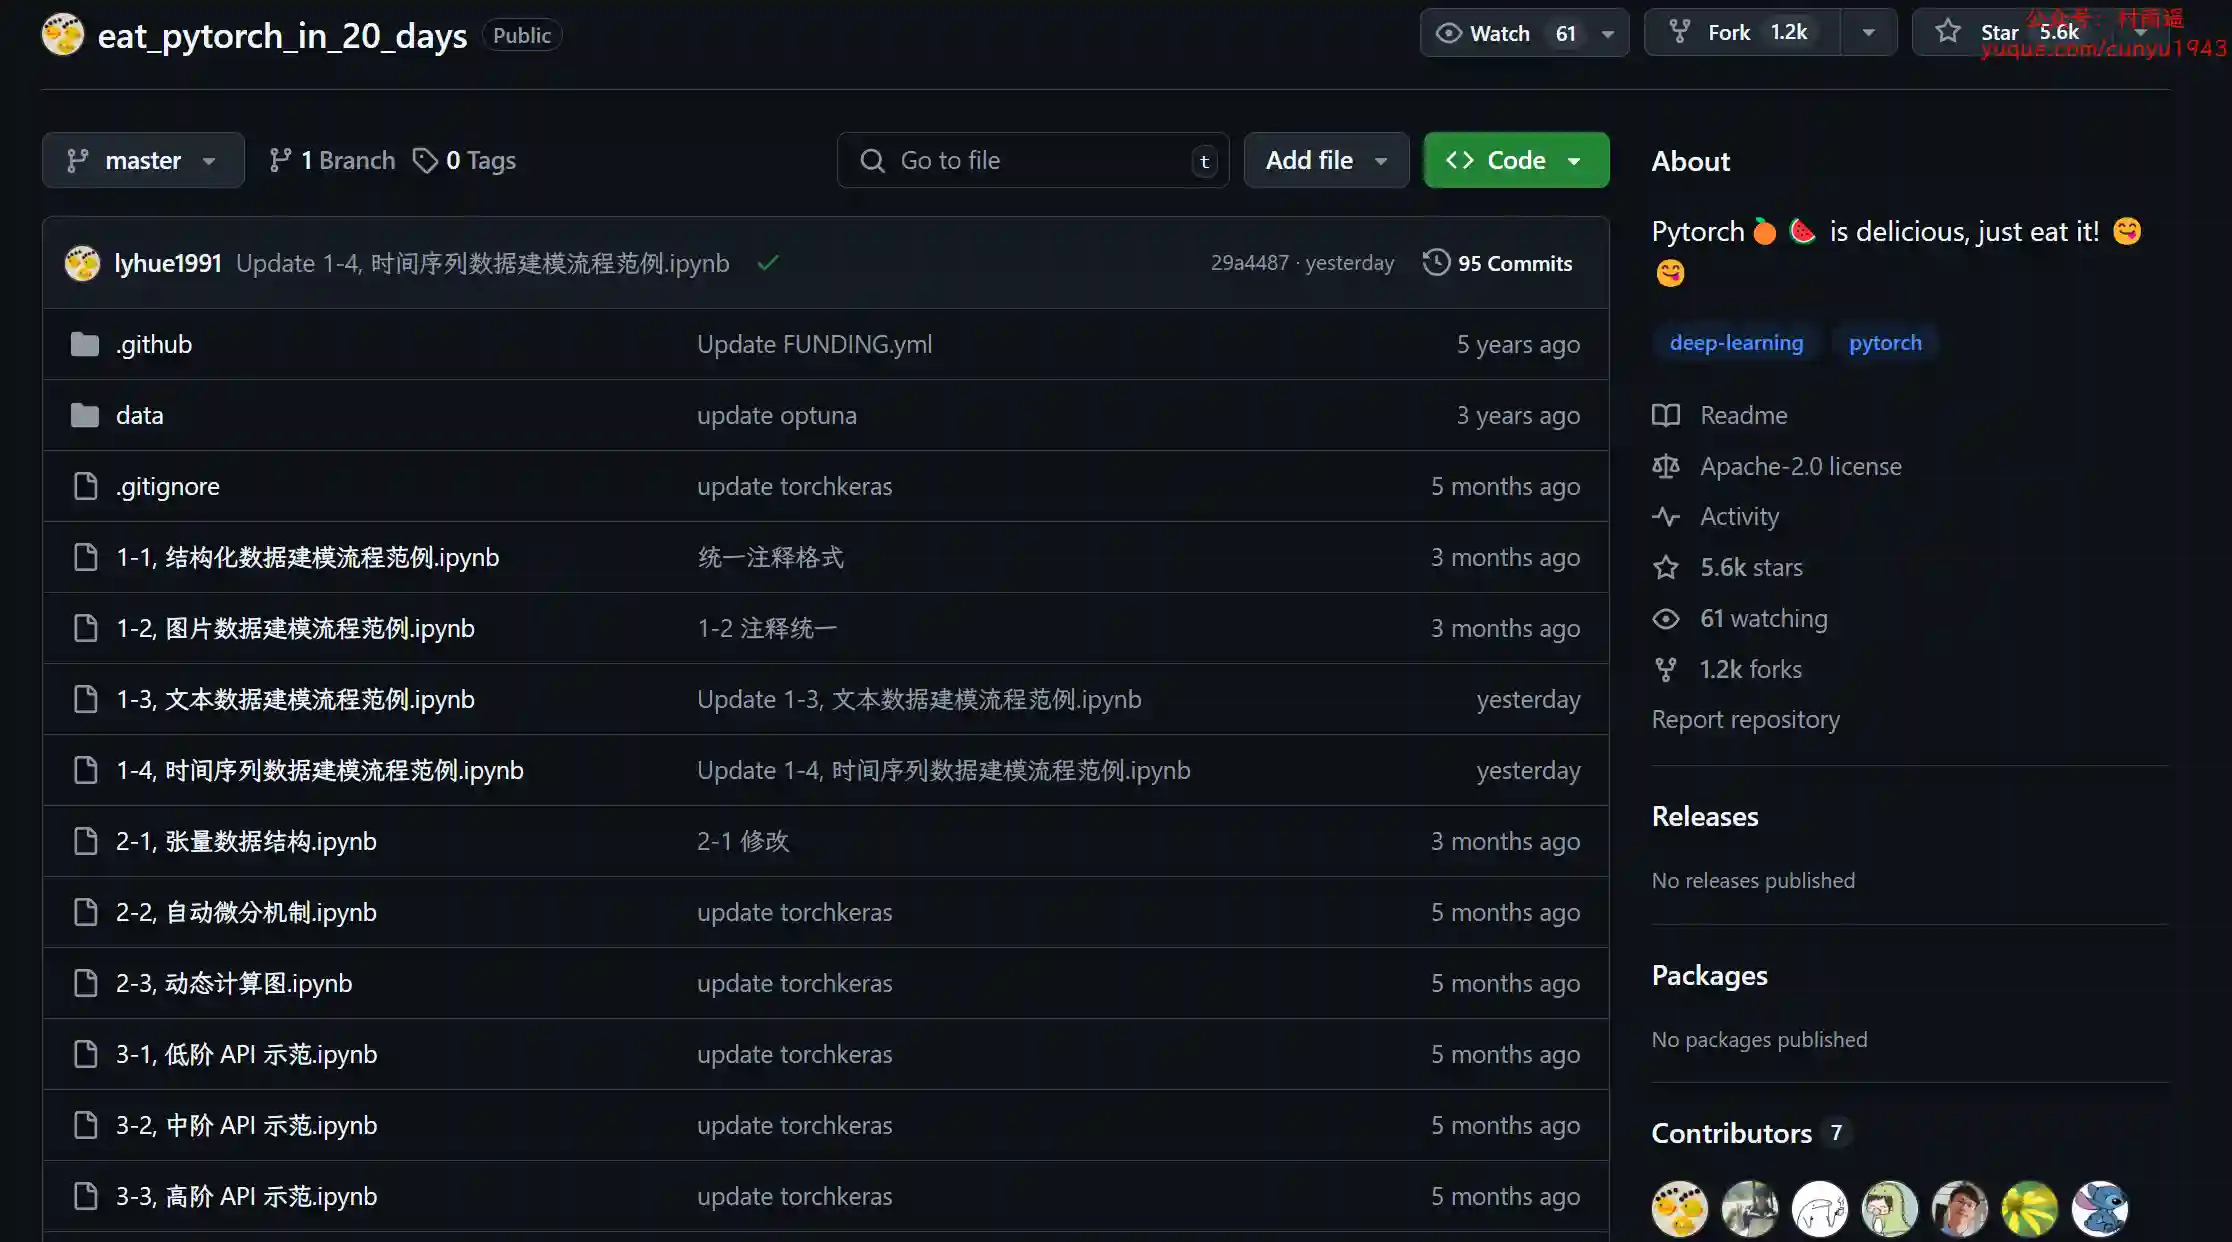 eat_pytorch_in_20_days Public
Watch 61 Fork 1.2k Star 5.6k
公众号：村雨遥
yuque.com/cunyu1943
master 1 Branch 0 Tags Go to file t Add file Code
lyhue1991 Update 1-4, 时间序列数据建模流程范例.ipynb 29a4487 · yesterday 95 Commits
.github Update FUNDING.yml 5 years ago
data update optuna 3 years ago
.gitignore update torchkeras 5 months ago
1-1, 结构化数据建模流程范例.ipynb 统一注释格式 3 months ago
1-2, 图片数据建模流程范例.ipynb 1-2 注释统一 3 months ago
1-3, 文本数据建模流程范例.ipynb Update 1-3, 文本数据建模流程范例.ipynb yesterday
1-4, 时间序列数据建模流程范例.ipynb Update 1-4, 时间序列数据建模流程范例.ipynb yesterday
2-1, 张量数据结构.ipynb 2-1 修改 3 months ago
2-2, 自动微分机制.ipynb update torchkeras 5 months ago
2-3, 动态计算图.ipynb update torchkeras 5 months ago
3-1, 低阶 API 示范.ipynb update torchkeras 5 months ago
3-2, 中阶 API 示范.ipynb update torchkeras 5 months ago
3-3, 高阶 API 示范.ipynb update torchkeras 5 months ago
About
Pytorch🍊 🍉 is delicious, just eat it! 😋
😋
deep-learning pytorch
Readme
Apache-2.0 license
Activity
5.6k stars
61 watching
1.2k forks
Report repository
Releases
No releases published
Packages
No packages published
Contributors 7